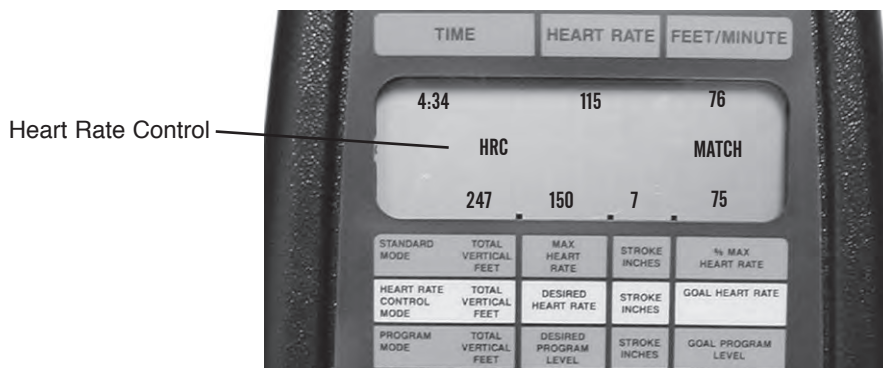 TIME HEART RATE FEET/MINUTE
4:34 115 76
Heart Rate Control
HRC MATCH
247 150 7 75
STANDARD MODE TOTAL VERTICAL FEET MAX HEART RATE STROKE INCHES % MAX HEART RATE
HEART RATE CONTROL MODE TOTAL VERTICAL FEET DESIRED HEART RATE STROKE INCHES GOAL HEART RATE
PROGRAM MODE TOTAL VERTICAL FEET DESIRED PROGRAM LEVEL STROKE INCHES GOAL PROGRAM LEVEL